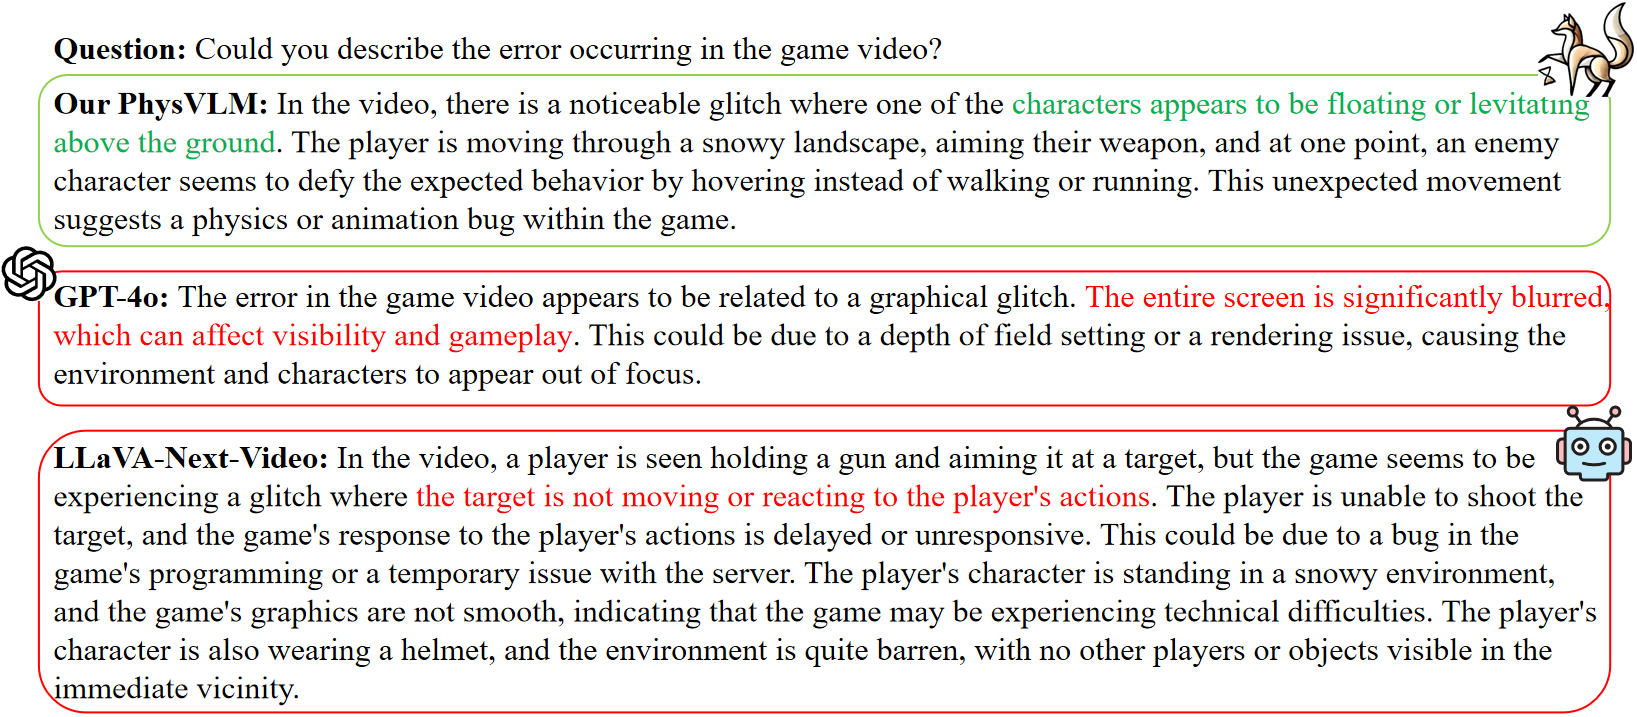 Question: Could you describe the error occurring in the game video?
Our PhysVLM: In the video, there is a noticeable glitch where one of the characters appears to be floating or levitating
above the ground. The player is moving through a snowy landscape, aiming their weapon, and at one point, an enemy
character seems to defy the expected behavior by hovering instead of walking or running. This unexpected movement
suggests a physics or animation bug within the game.
GPT-4o: The error in the game video appears to be related to a graphical glitch. The entire screen is significantly blurred,
which can affect visibility and gameplay. This could be due to a depth of field setting or a rendering issue, causing the
environment and characters to appear out of focus.
LLaVA-Next-Video: In the video, a player is seen holding a gun and aiming it at a target, but the game seems to be
experiencing a glitch where the target is not moving or reacting to the player's actions. The player is unable to shoot the
target, and the game's response to the player's actions is delayed or unresponsive. This could be due to a bug in the
game's programming or a temporary issue with the server. The player's character is standing in a snowy environment,
and the game's graphics are not smooth, indicating that the game may be experiencing technical difficulties. The player's
character is also wearing a helmet, and the environment is quite barren, with no other players or objects visible in the
immediate vicinity.